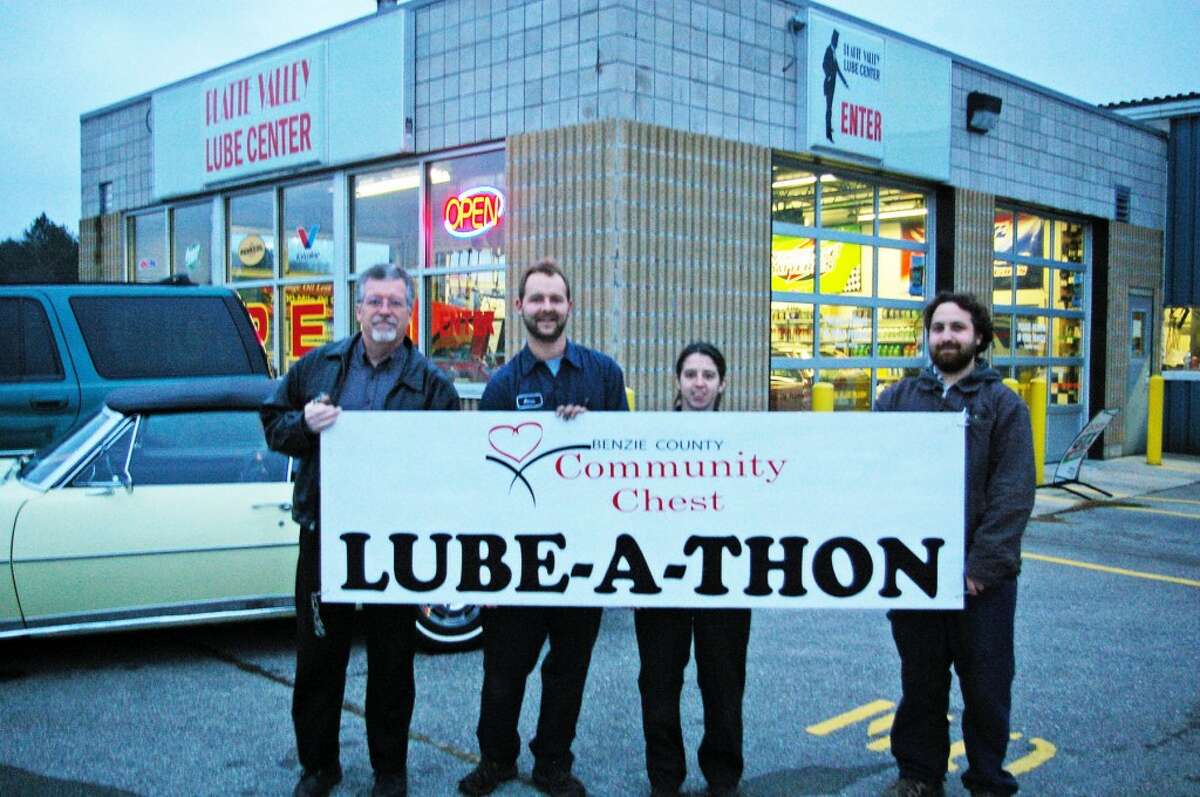 PLATTE VALLEY
LUBE CENTER
PLATTE VALLEY
LUBE CENTER
ENTER
OPEN
BENZIE COUNTY
Community
Chest
LUBE-A-THON